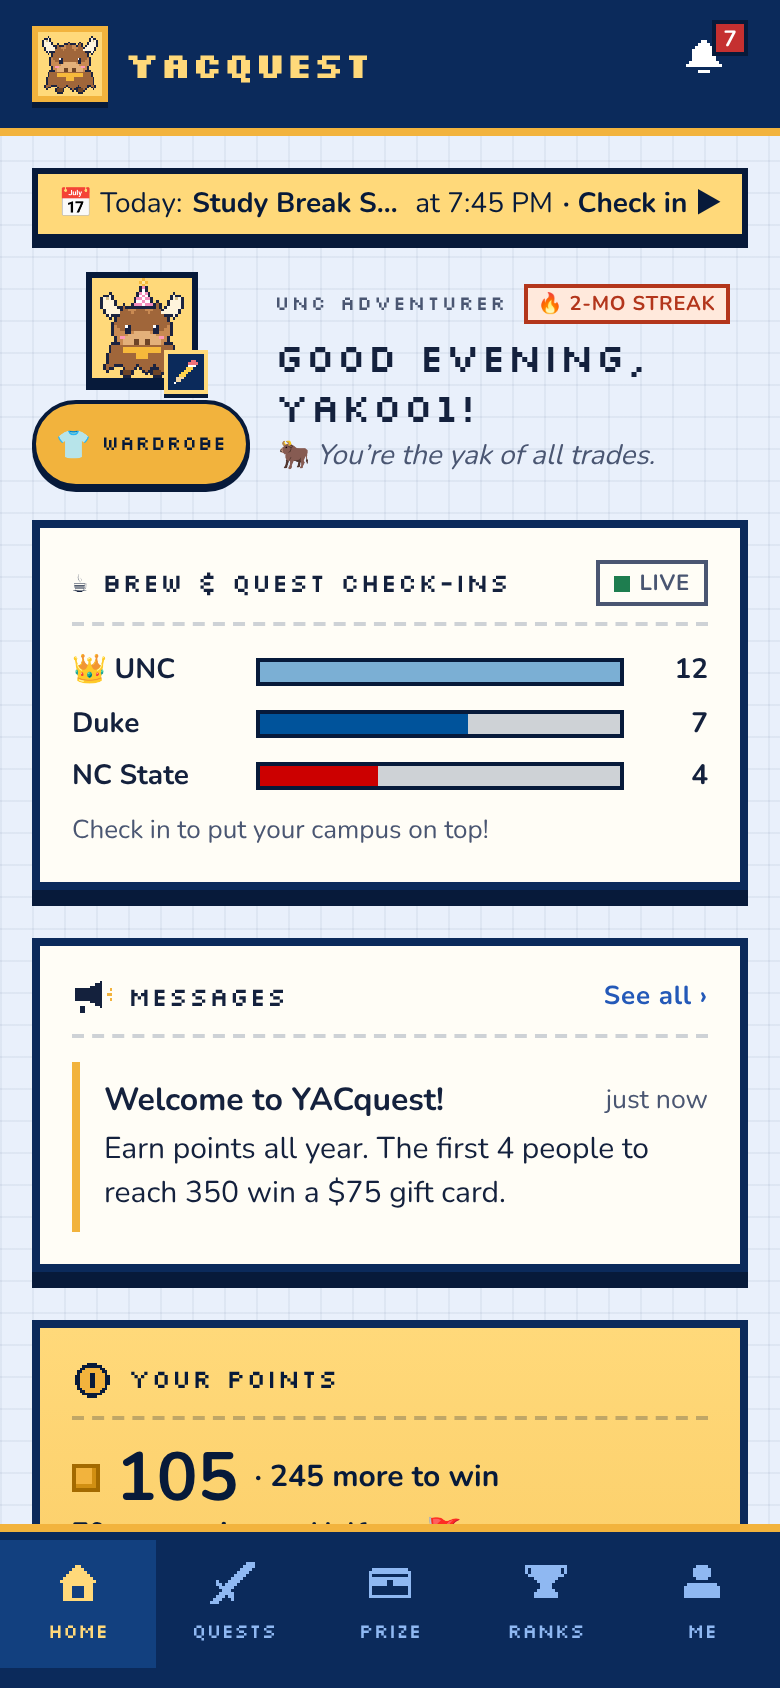 YACQUEST
7
Today: Study Break S... at 7:45 PM · Check in ▶
UNC ADVENTURER
🔥 2-MO STREAK
GOOD EVENING,
YAKOO1!
WARDROBE
🐂 You’re the yak of all trades.
☕ BREW & QUEST CHECK-INS
LIVE
👑 UNC 12
Duke 7
NC State 4
Check in to put your campus on top!
MESSAGES
See all ›
Welcome to YACquest!
just now
Earn points all year. The first 4 people to
reach 350 win a $75 gift card.
YOUR POINTS
105 · 245 more to win
HOME
QUESTS
PRIZE
RANKS
ME